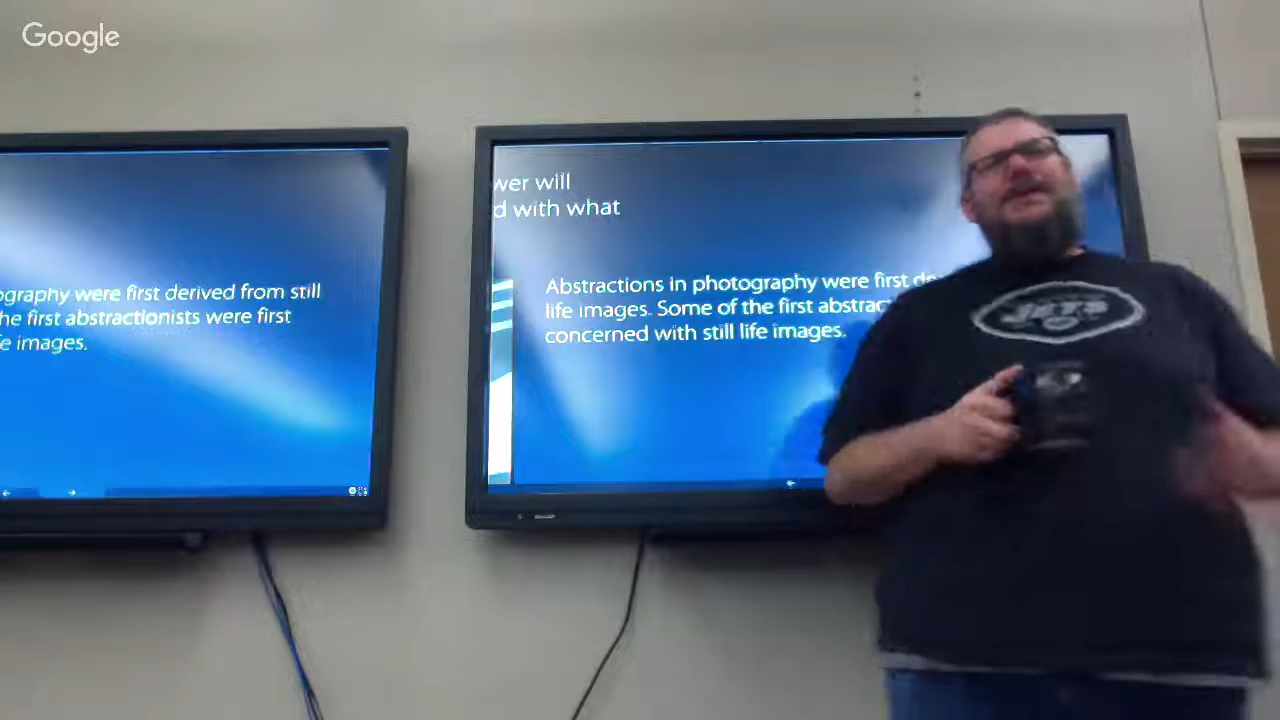 Google
ography were first derived from still
he first abstractionists were first
e images.
wer will
d with what
Abstractions in photography were first de
life images. Some of the first abstrac
concerned with still life images.
JETS